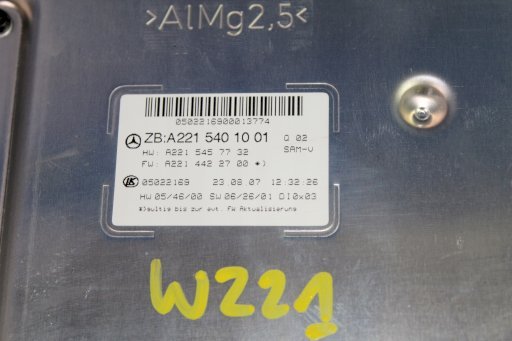 >AlMg2,5<
0502216900013774
ZB:A221 540 10 01 Q 02
HW: A221 545 77 32 SAM-V
FW: A221 442 27 00 *)
05022169 23.08.07 12:32:26
HW 05/46/00 SW 06/26/01 DI0x03
*)gultig bis zur evt. FW Aktualisierung
W221